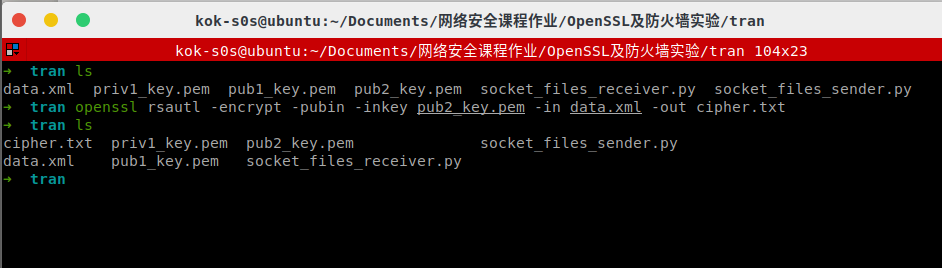 kok-s0s@ubuntu:~/Documents/网络安全课程作业/OpenSSL及防火墙实验/tran
kok-s0s@ubuntu:~/Documents/网络安全课程作业/OpenSSL及防火墙实验/tran 104x23
➜ tran ls
data.xml priv1_key.pem pub1_key.pem pub2_key.pem socket_files_receiver.py socket_files_sender.py
➜ tran openssl rsautl -encrypt -pubin -inkey pub2_key.pem -in data.xml -out cipher.txt
➜ tran ls
cipher.txt priv1_key.pem pub2_key.pem socket_files_sender.py
data.xml pub1_key.pem socket_files_receiver.py
➜ tran